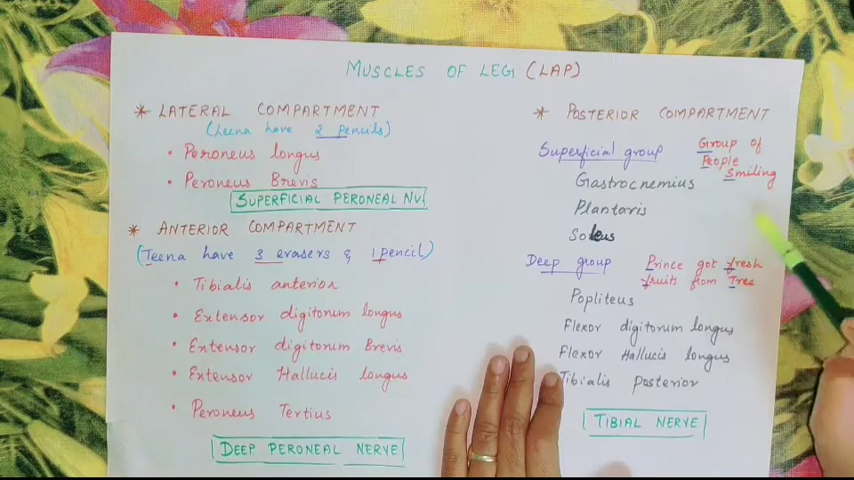 MUSCLES OF LEG (LAP)
* LATERAL COMPARTMENT
(Leena have 2 pencils)
• Peroneus longus
• Peroneus Brevis
SUPERFICIAL PERONEAL NV
* ANTERIOR COMPARTMENT
(Teena have 3 erasers & 1 pencil)
• Tibialis anterior
• Extensor digitorum longus
• Extensor digitorum Brevis
• Extensor Hallucis longus
• Peroneus Tertius
DEEP PERONEAL NERVE
* POSTERIOR COMPARTMENT
Superficial group
Group of
People
Smiling
Gastrocnemius
Plantaris
Soleus
Deep group
Prince got fresh
fruits from Tree
Popliteus
Flexor digitorum longus
Flexor Hallucis longus
Tibialis posterior
TIBIAL NERVE